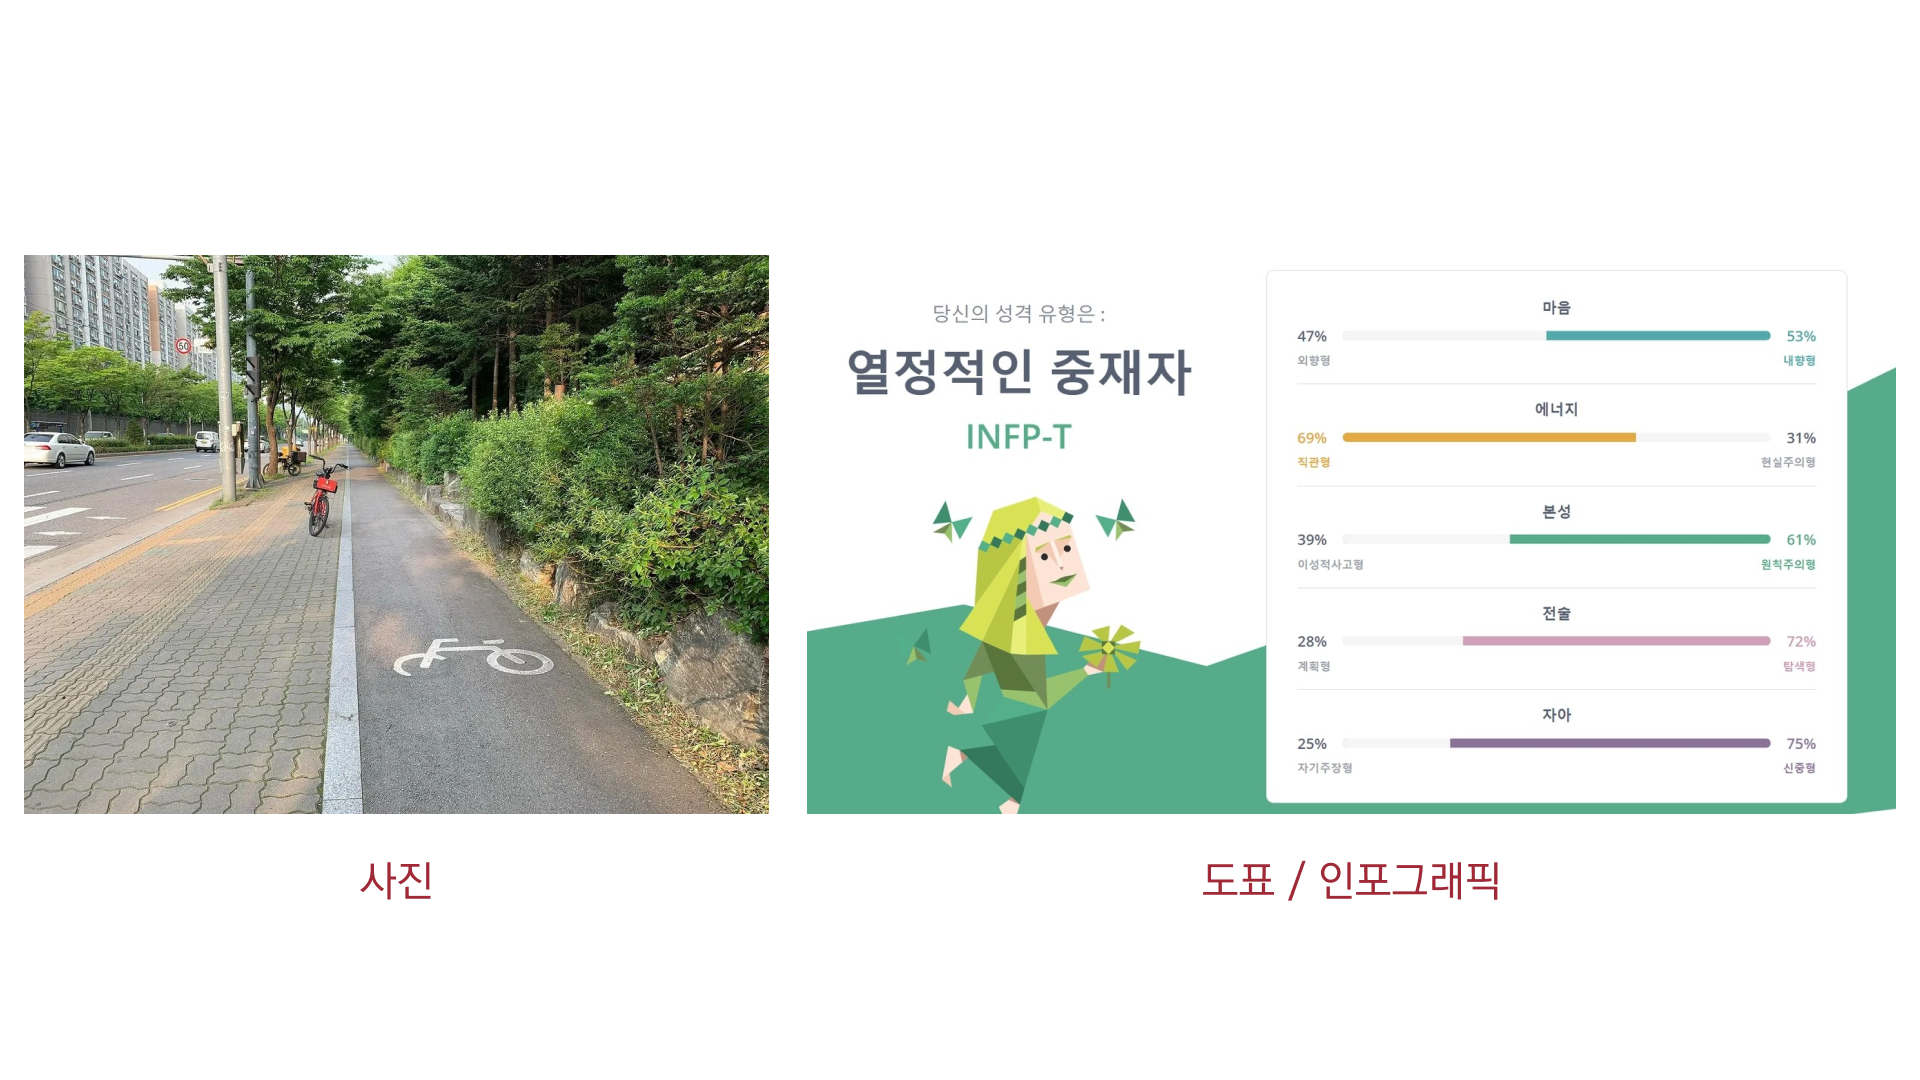 50
사진
당신의 성격 유형은 :
열정적인 중재자
INFP-T
마음
47% 53%
외향형 내향형
에너지
69% 31%
직관형 현실주의형
본성
39% 61%
이성적사고형 원칙주의형
전술
28% 72%
계획형 탐색형
자아
25% 75%
자기주장형 신중형
도표 / 인포그래픽